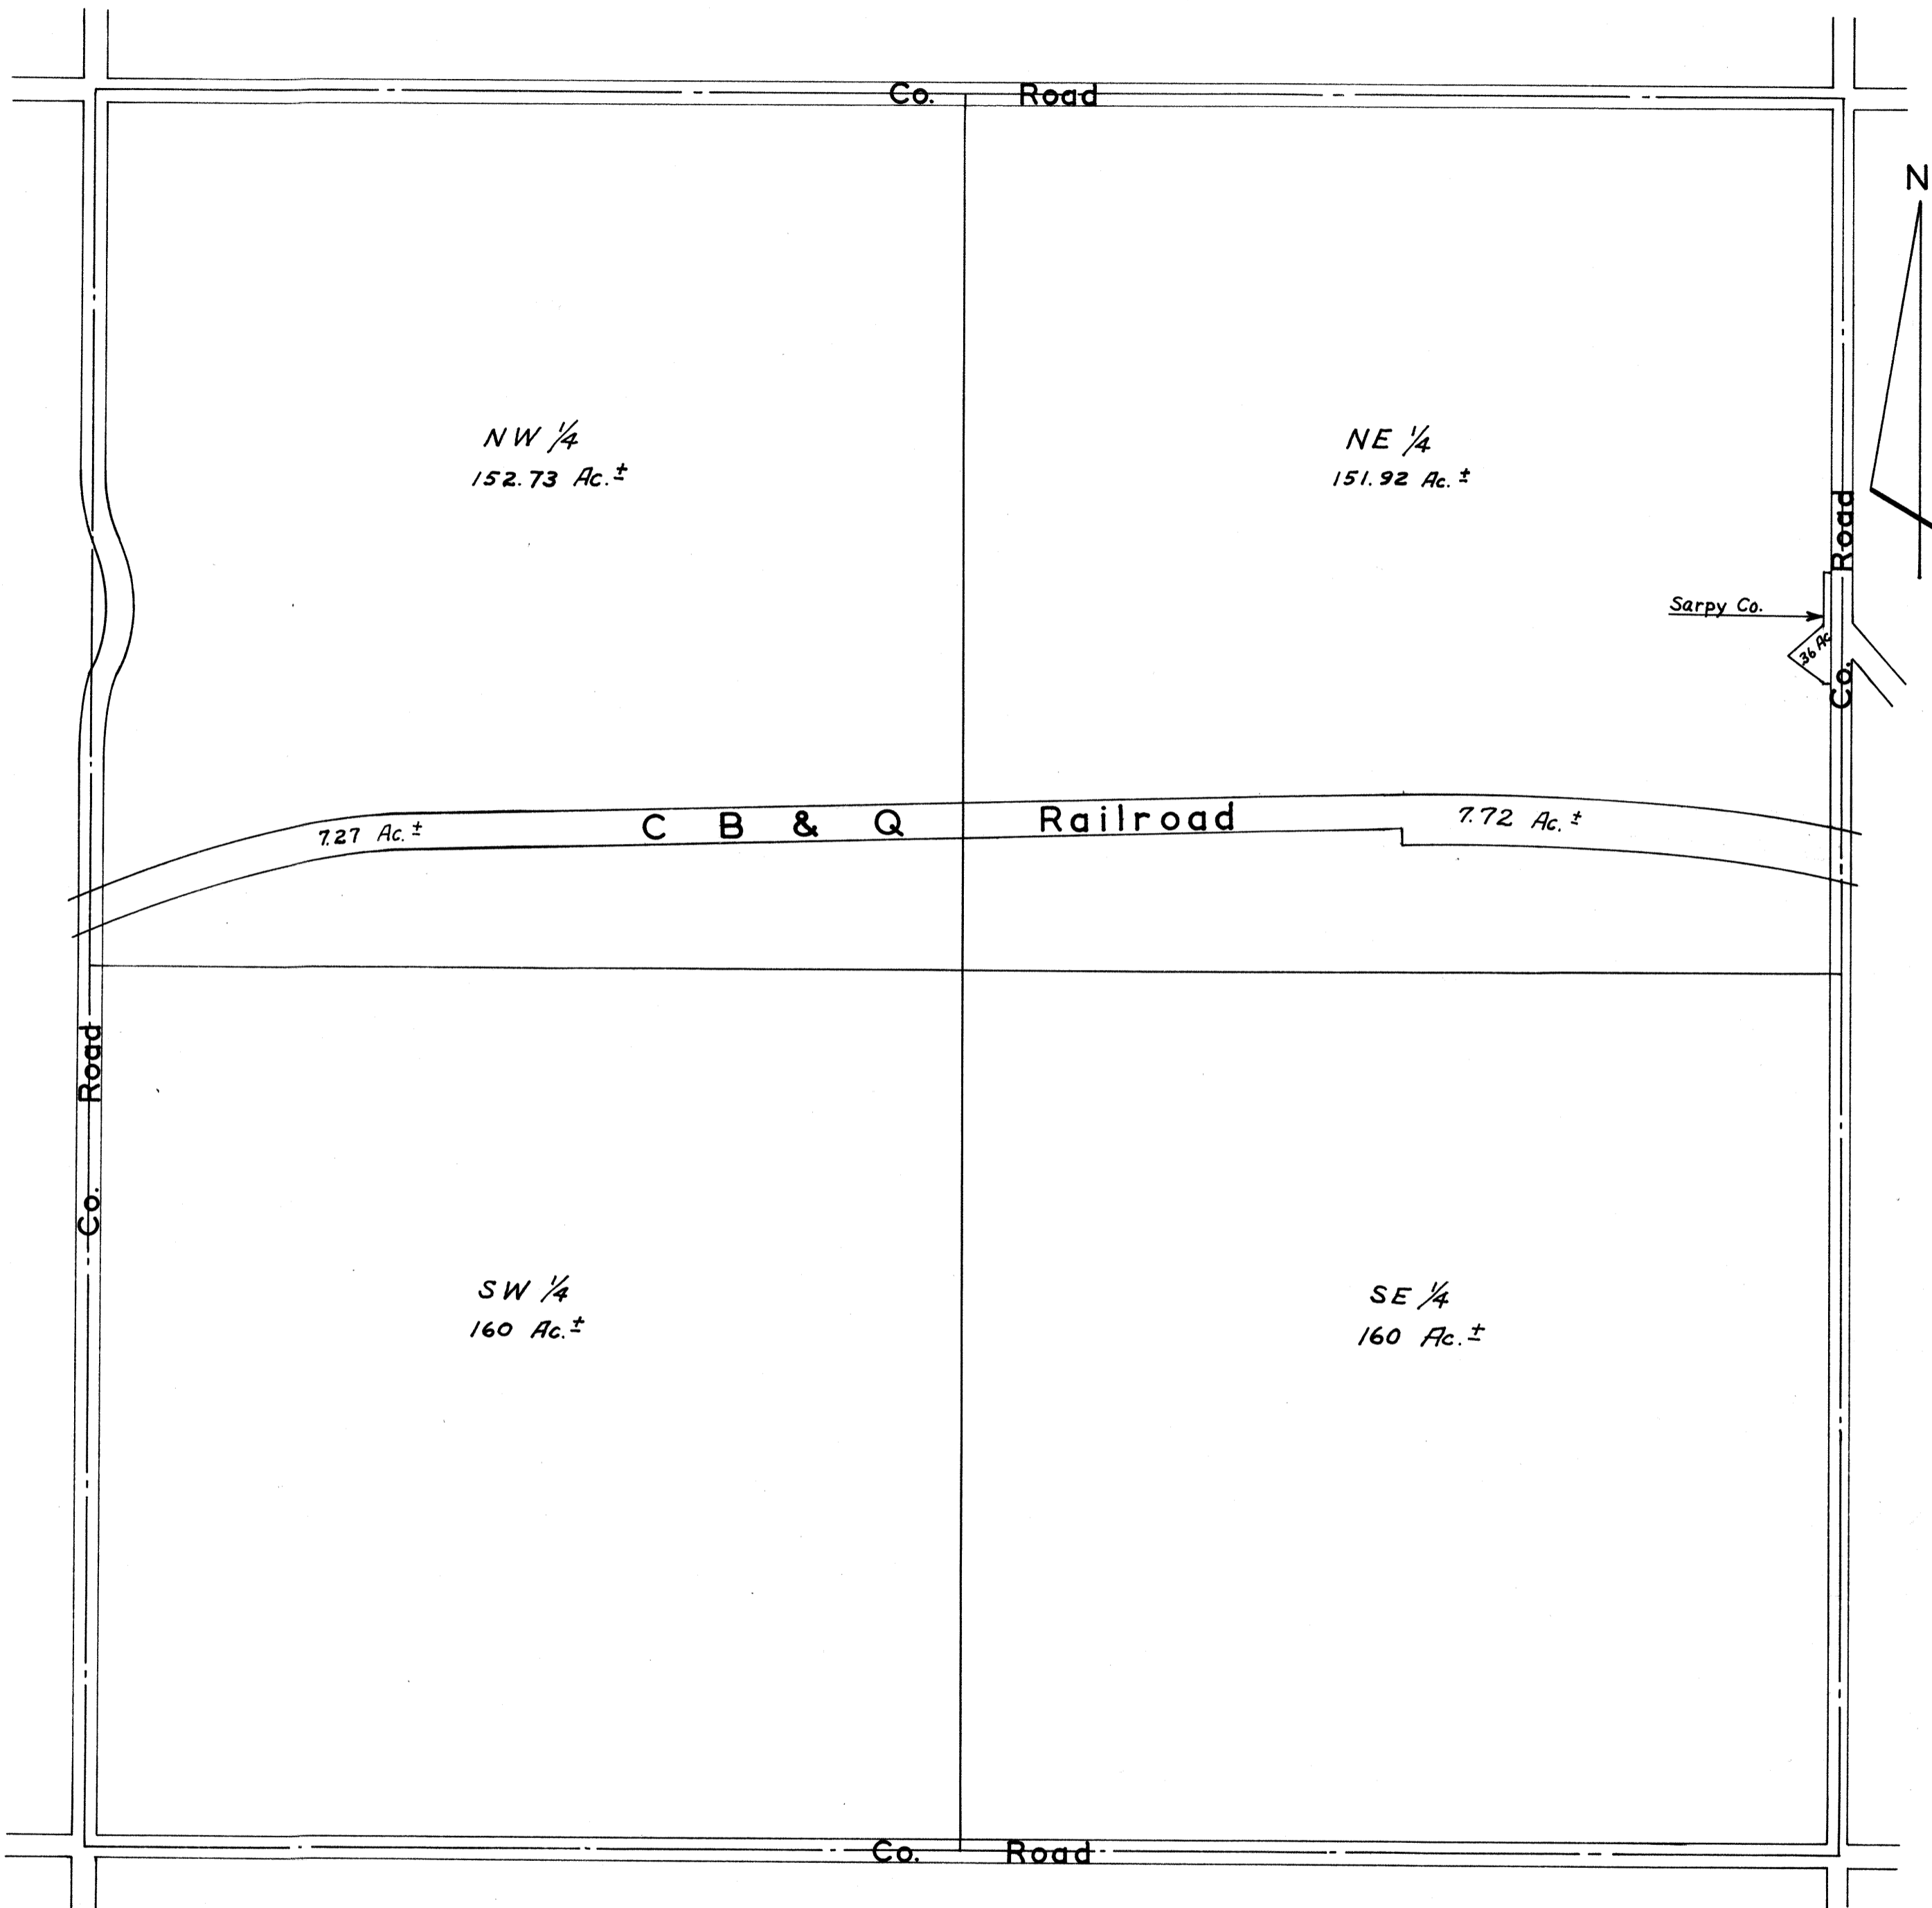 Co. Road
N
NW 1/4
152.73 Ac.±
NE 1/4
151.92 Ac.±
Co. Road
Sarpy Co.
36 Ac
7.27 Ac.±
C B & Q Railroad
7.72 Ac.±
Co. Road
SW 1/4
160 Ac.±
SE 1/4
160 Ac.±
Co. Road